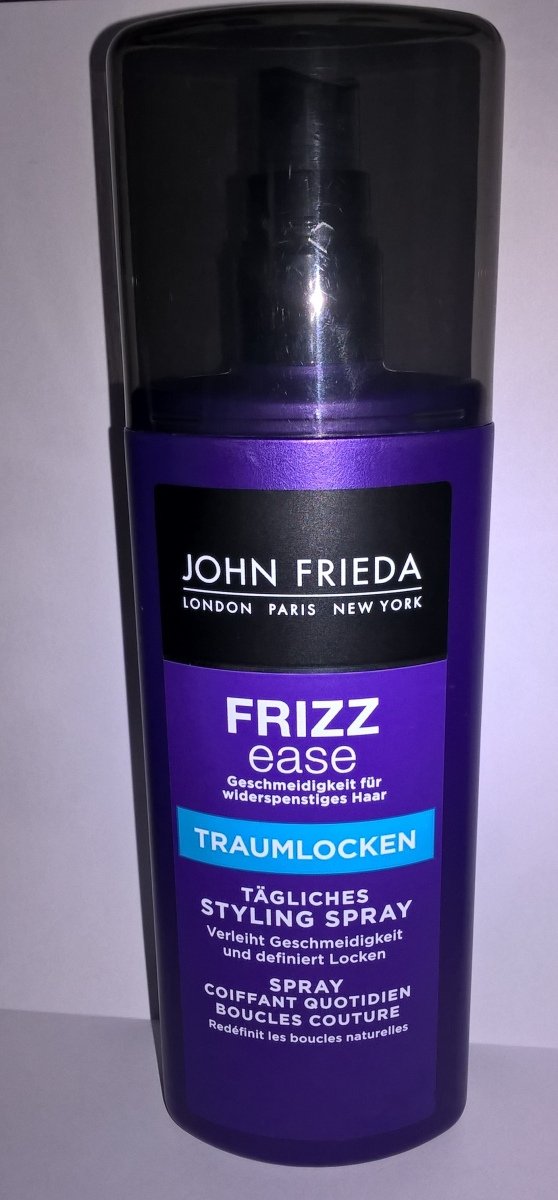 JOHN FRIEDA
LONDON PARIS NEW YORK
FRIZZ
ease
Geschmeidigkeit für
widerspenstiges Haar
TRAUMLOCKEN
TÄGLICHES
STYLING SPRAY
Verleiht Geschmeidigkeit
und definiert Locken
SPRAY
COIFFANT QUOTIDIEN
BOUCLES COUTURE
Redéfinit les boucles naturelles